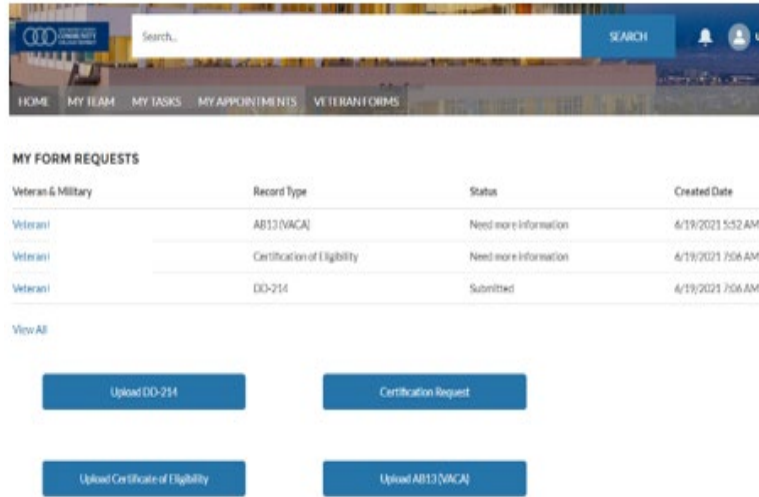 COMMUNITY
Search...
SEARCH
HOME MY TEAM MY TASKS MY APPOINTMENTS VETERAN FORMS
MY FORM REQUESTS
Veteran & Military Record Type Status Created Date
Veteran AB13 (VACA) Need more information 6/19/2021 5:52 AM
Veteran Certification of Eligibility Need more information 6/19/2021 7:06 AM
Veteran DD-214 Submitted 6/19/2021 7:06 AM
View All
Upload DD-214 Certification Request
Upload Certificate of Eligibility Upload AB13 (VACA)